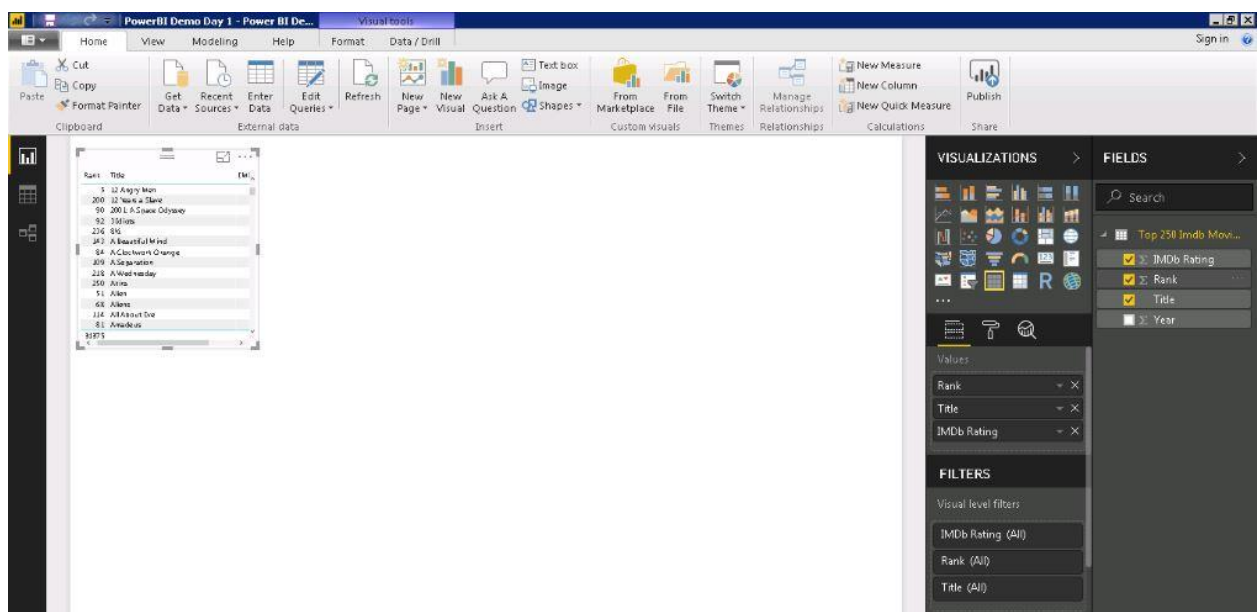 PowerBI Demo Day 1 - Power BI De...
Visual tools
Home View Modeling Help Format Data / Drill
Sign in
Paste
Cut
Copy
Format Painter
Clipboard
Get Data
Recent Sources
Enter Data
Edit Queries
Refresh
External data
New Page
New Visual
Ask A Question
Text box
Image
Shapes
Insert
From Marketplace
From File
Custom visuals
Switch Theme
Themes
Manage Relationships
Relationships
New Measure
New Column
New Quick Measure
Calculations
Publish
Share
Rank Title
5 12 Angry Men
200 12 Years a Slave
90 2001: A Space Odyssey
92 3 Idiots
236 8½
143 A Beautiful Mind
84 A Clockwork Orange
109 A Separation
218 A Wednesday
250 Akira
51 Alien
68 Aliens
114 All About Eve
81 Amadeus
31375
VISUALIZATIONS
Values
Rank
Title
IMDb Rating
FILTERS
Visual level filters
IMDb Rating (All)
Rank (All)
Title (All)
FIELDS
Search
Top 250 Imdb Movi...
IMDb Rating
Rank
Title
Year